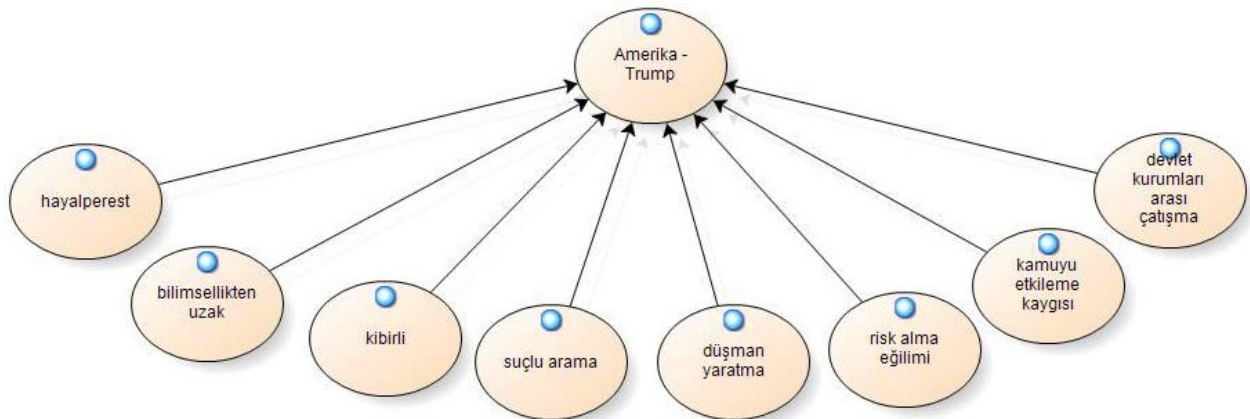 Amerika -
Trump
hayalperest
bilimsellikten
uzak
kibirli
suçlu arama
düşman
yaratma
risk alma
eğilimi
kamuyu
etkileme
kaygısı
devlet
kurumları
arası
çatışma